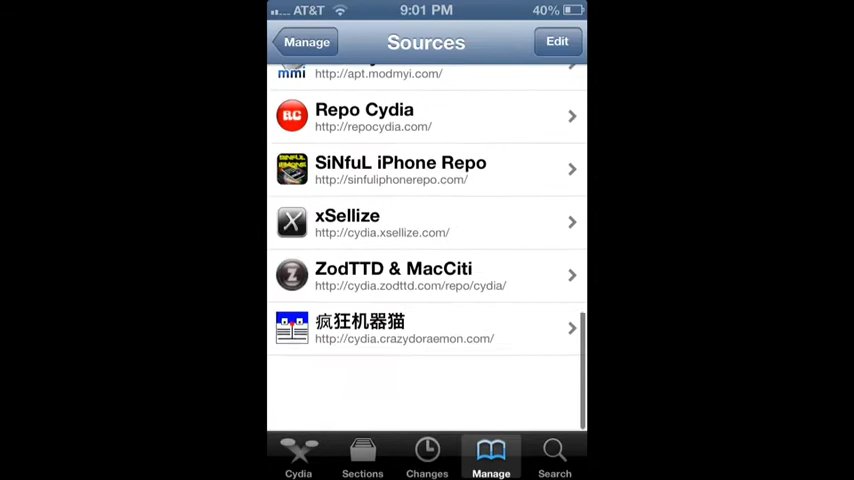 AT&T 9:01 PM 40%
Manage Sources Edit
mmi http://apt.modmyi.com/
RC Repo Cydia
http://repocydia.com/
SiNfuL iPhone Repo
http://sinfuliphonerepo.com/
X xSellize
http://cydia.xsellize.com/
Z ZodTTD & MacCiti
http://cydia.zodttd.com/repo/cydia/
疯狂机器猫
http://cydia.crazydoraemon.com/
Cydia Sections Changes Manage Search